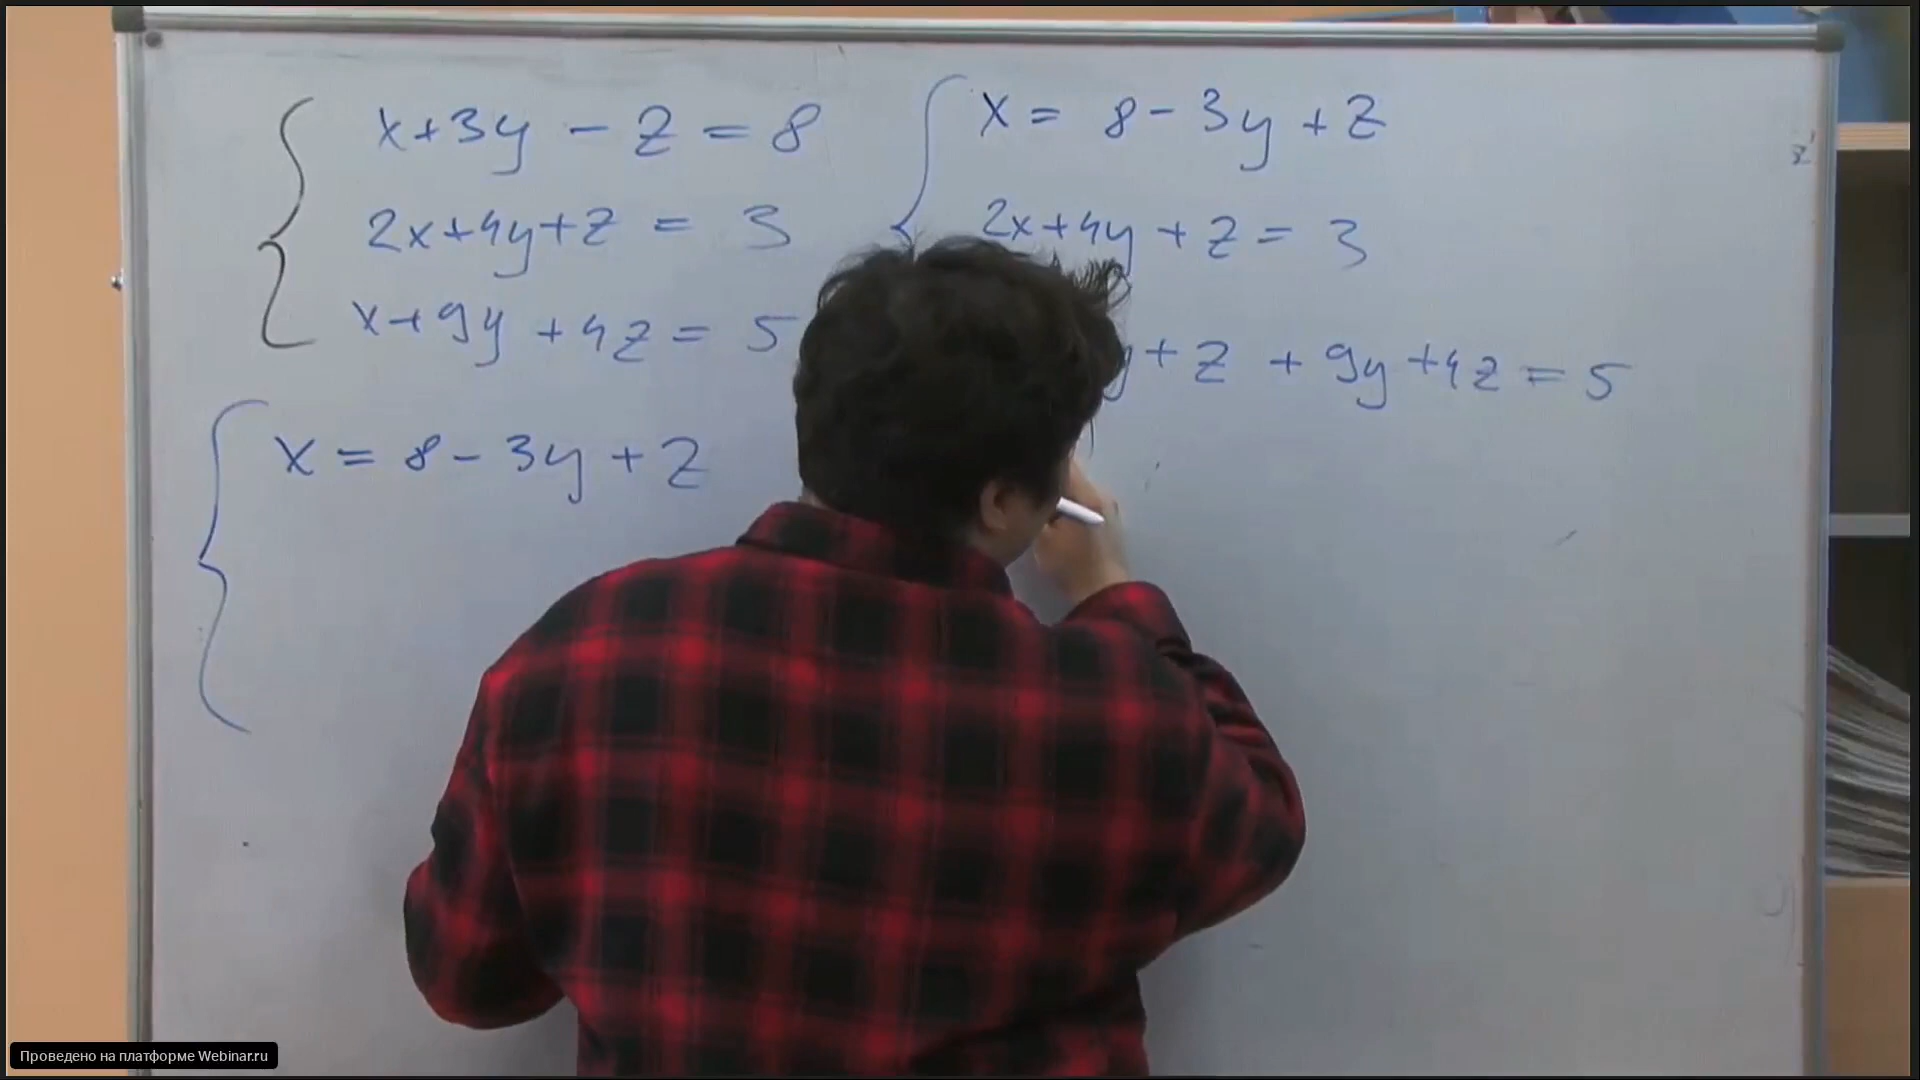 x+3y - z = 8
2x+4y+z = 3
x+9y +4z = 5
x = 8 - 3y + z
x = 8 - 3y + z
2x+4y + z = 3
y + z + 9y +4z = 5
Проведено на платформе Webinar.ru